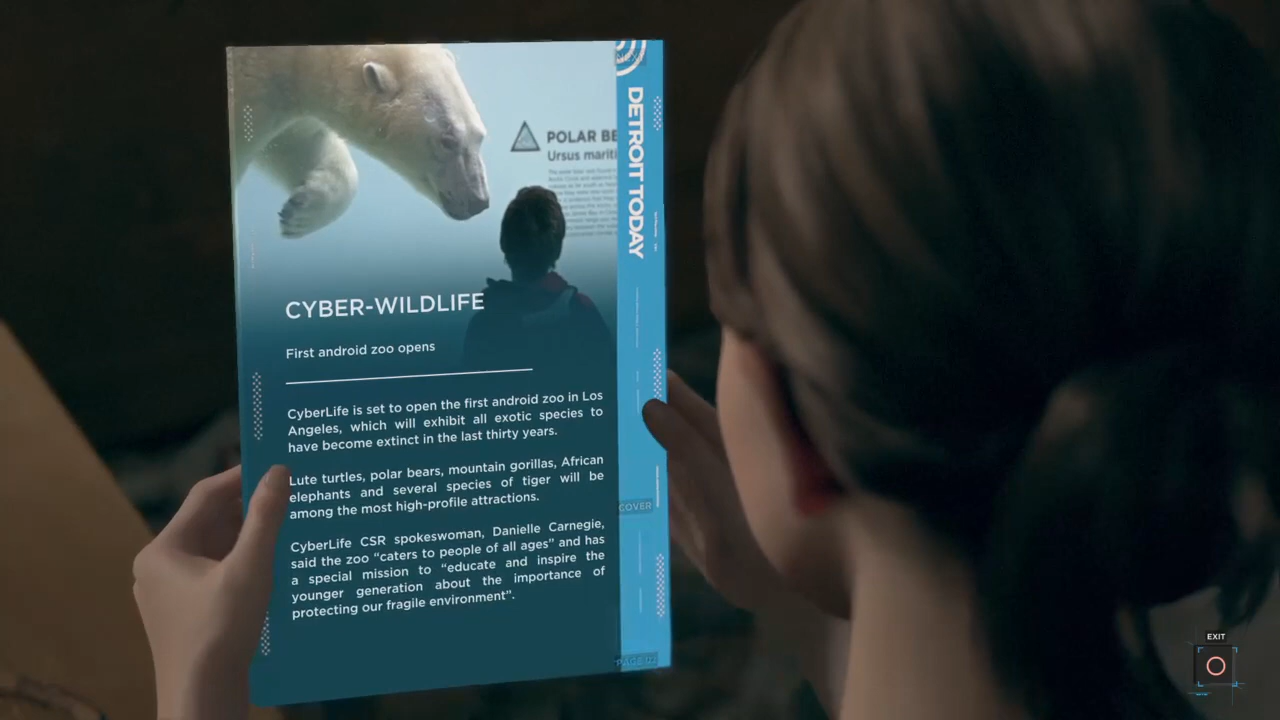 NEXT
DETROIT TODAY
POLAR BE
Ursus mariti
CYBER-WILDLIFE
First android zoo opens
CyberLife is set to open the first android zoo in Los
Angeles, which will exhibit all exotic species to
have become extinct in the last thirty years.
Lute turtles, polar bears, mountain gorillas, African
elephants and several species of tiger will be
among the most high-profile attractions.
CyberLife CSR spokeswoman, Danielle Carnegie,
said the zoo “caters to people of all ages” and has
a special mission to “educate and inspire the
younger generation about the importance of
protecting our fragile environment”.
COVER
EXIT